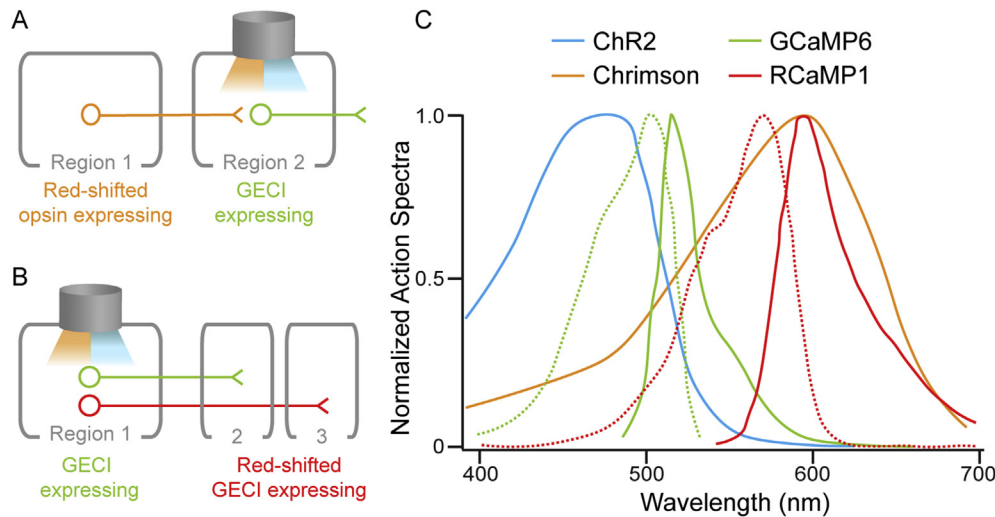 A
Region 1
Region 2
Red-shifted
opsin expressing
GECI
expressing
B
Region 1
2
3
GECI
expressing
Red-shifted
GECI expressing
C
ChR2
GCaMP6
Chrimson
RCaMP1
Normalized Action Spectra
1.0
0.5
0
400
500
600
700
Wavelength (nm)